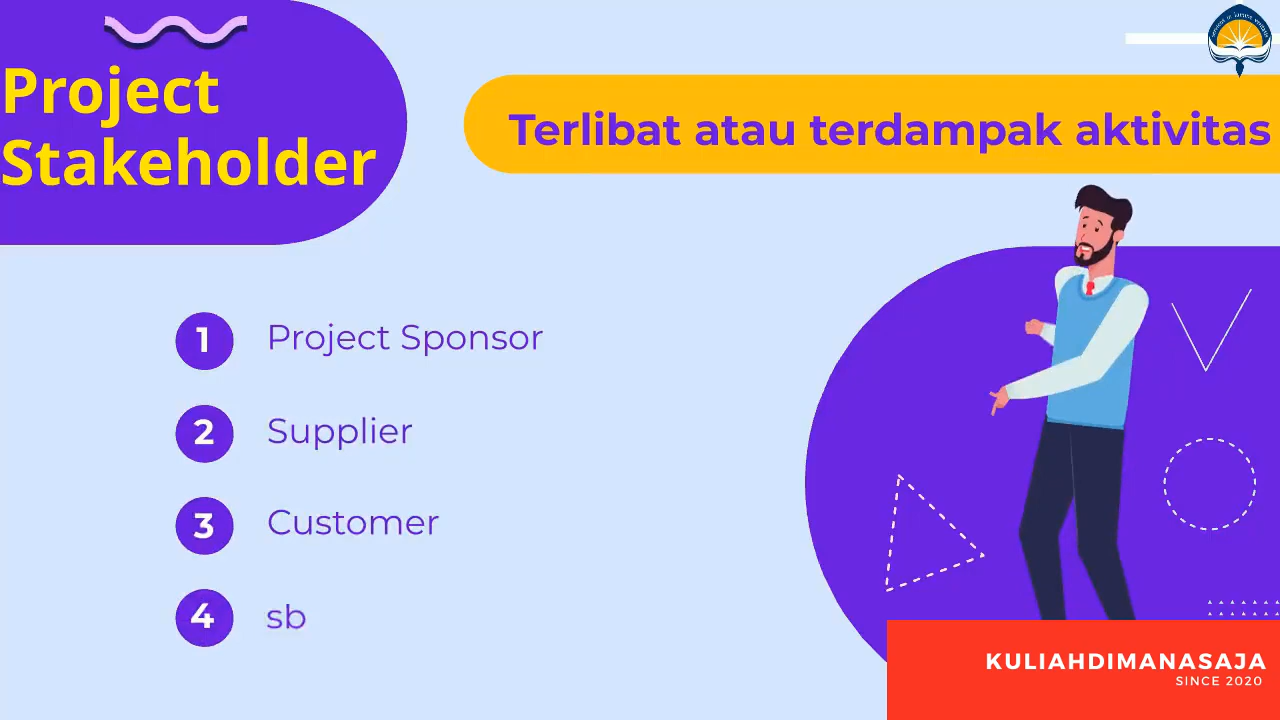 Project
Stakeholder
Terlibat atau terdampak aktivitas
1 Project Sponsor
2 Supplier
3 Customer
4 sb
KULIAHDIMANASAJA
SINCE 2020